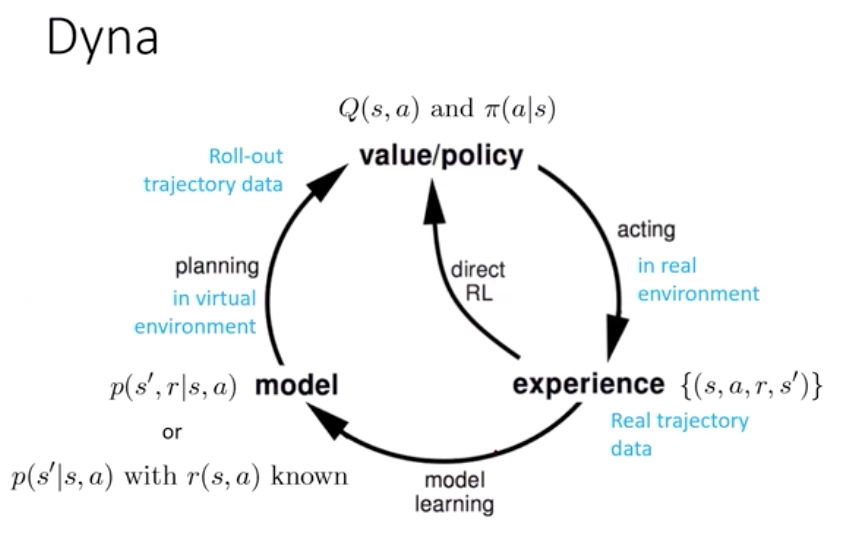 Dyna
Q(s, a) and π(a|s)
value/policy
Roll-out
trajectory data
acting
in real
environment
planning
in virtual
environment
direct
RL
p(s′, r|s, a) model
experience {(s, a, r, s′)}
or
Real trajectory
data
p(s′|s, a) with r(s, a) known
model
learning